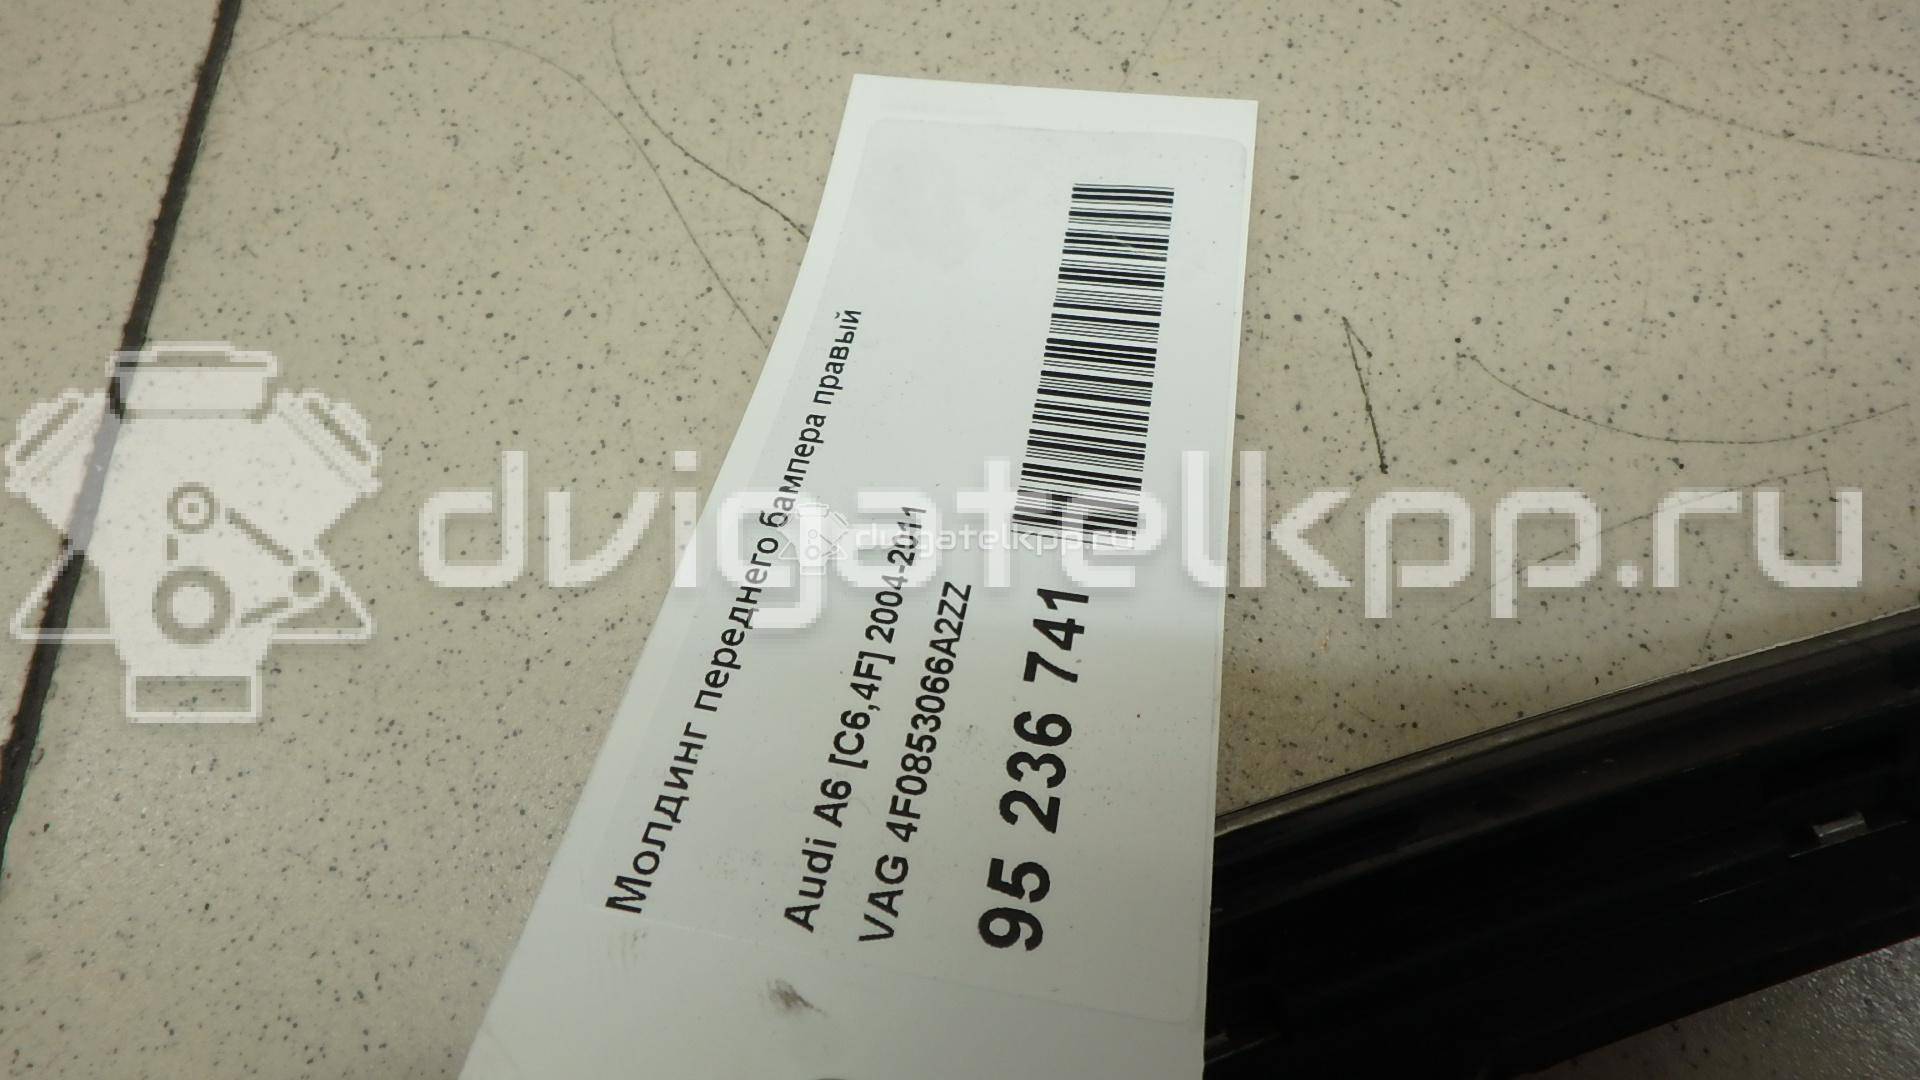 Молдинг переднего бампера правый
Audi A6 [C6,4F] 2004-2011
VAG 4F0853066A2ZZ
95 236 741
dvigatelkpp.ru
dvigatelkpp.ru